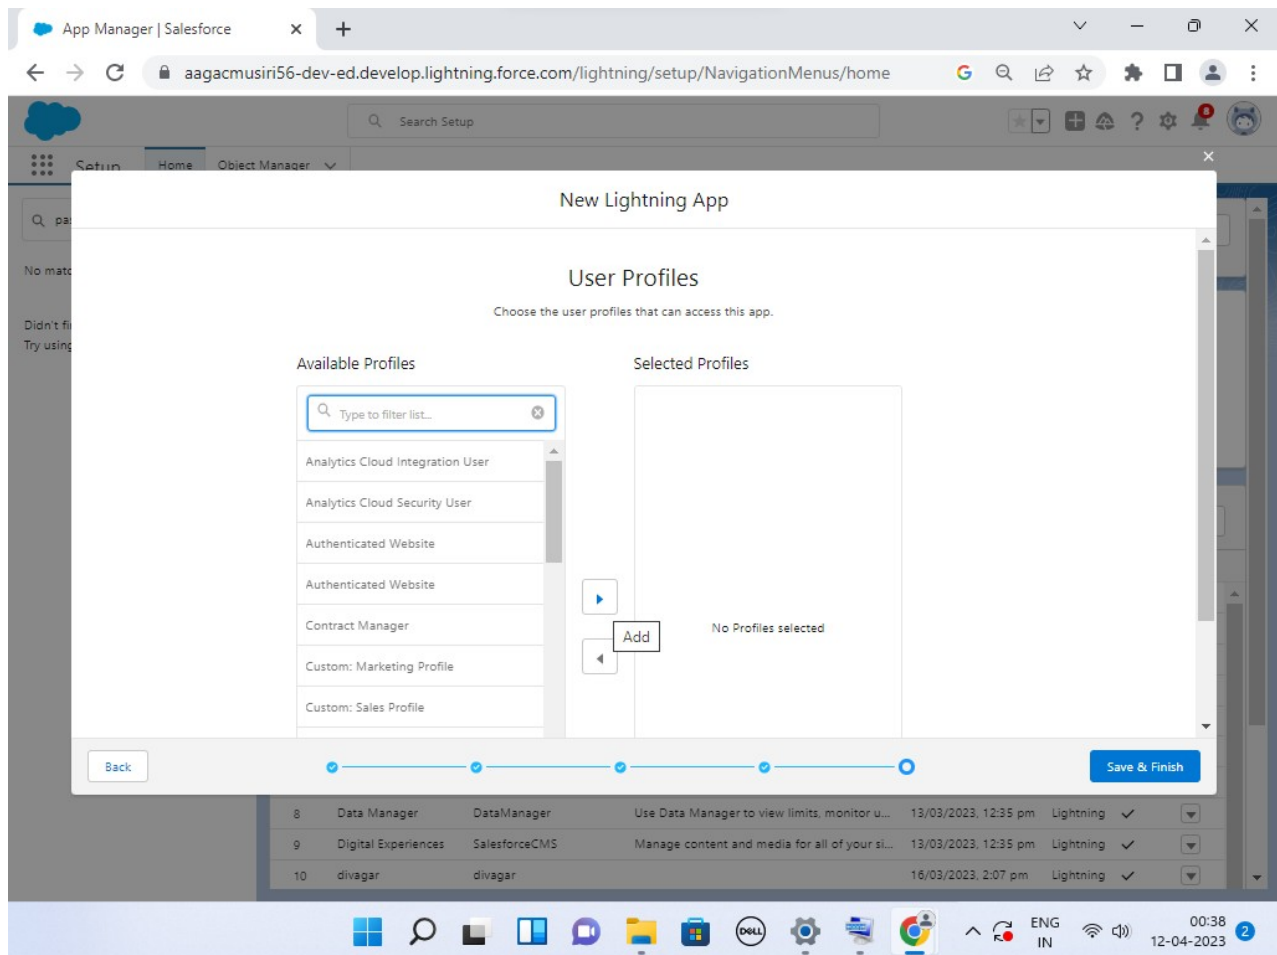 App Manager | Salesforce
aagacmusiri56-dev-ed.develop.lightning.force.com/lightning/setup/NavigationMenus/home
Search Setup
8
Setup Home Object Manager
New Lightning App
pa
No matc
Didn't fi
Try using
User Profiles
Choose the user profiles that can access this app.
Available Profiles
Selected Profiles
Type to filter list...
Analytics Cloud Integration User
Analytics Cloud Security User
Authenticated Website
Authenticated Website
Contract Manager
Custom: Marketing Profile
Custom: Sales Profile
Add
No Profiles selected
Back
Save & Finish
8 Data Manager DataManager Use Data Manager to view limits, monitor u... 13/03/2023, 12:35 pm Lightning
9 Digital Experiences SalesforceCMS Manage content and media for all of your si... 13/03/2023, 12:35 pm Lightning
10 divagar divagar 16/03/2023, 2:07 pm Lightning
DELL
ENG
IN
00:38
12-04-2023
2